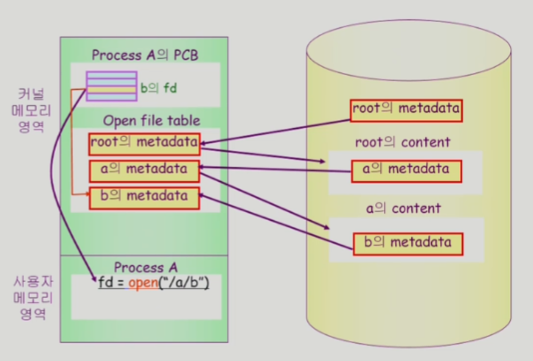 Process A의 PCB
b의 fd
커널
메모리
영역
Open file table
root의 metadata
a의 metadata
b의 metadata
사용자
메모리
영역
Process A
fd = open("/a/b")
root의 metadata
root의 content
a의 metadata
a의 content
b의 metadata